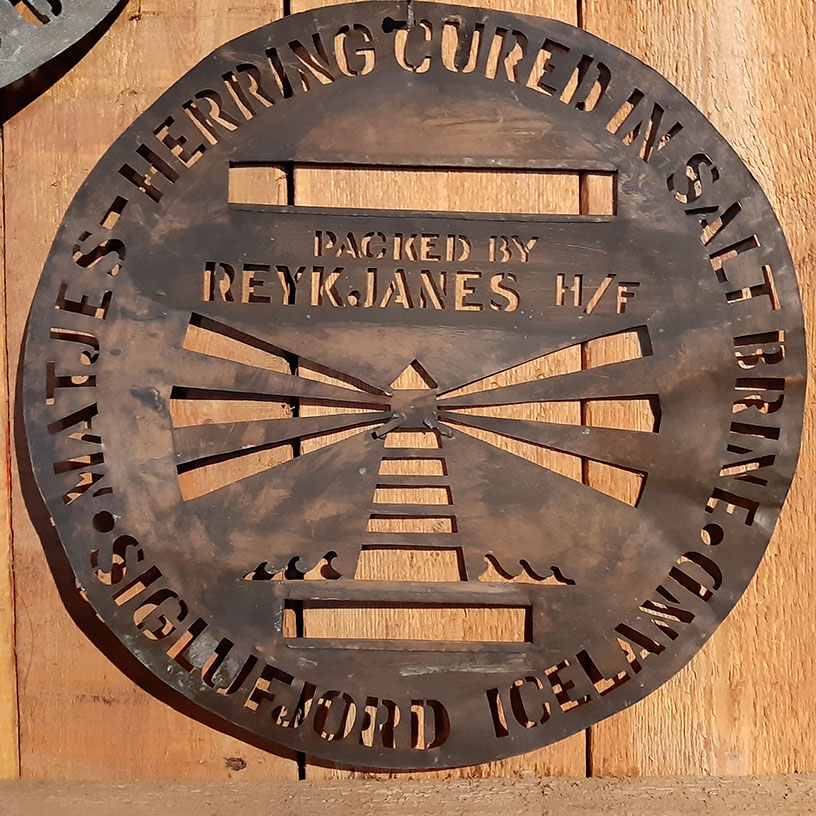 MATJES-HERRING CURED IN SALT BRINE
PACKED BY
REYKJANES H/F
• SIGLUFJORD ICELAND •